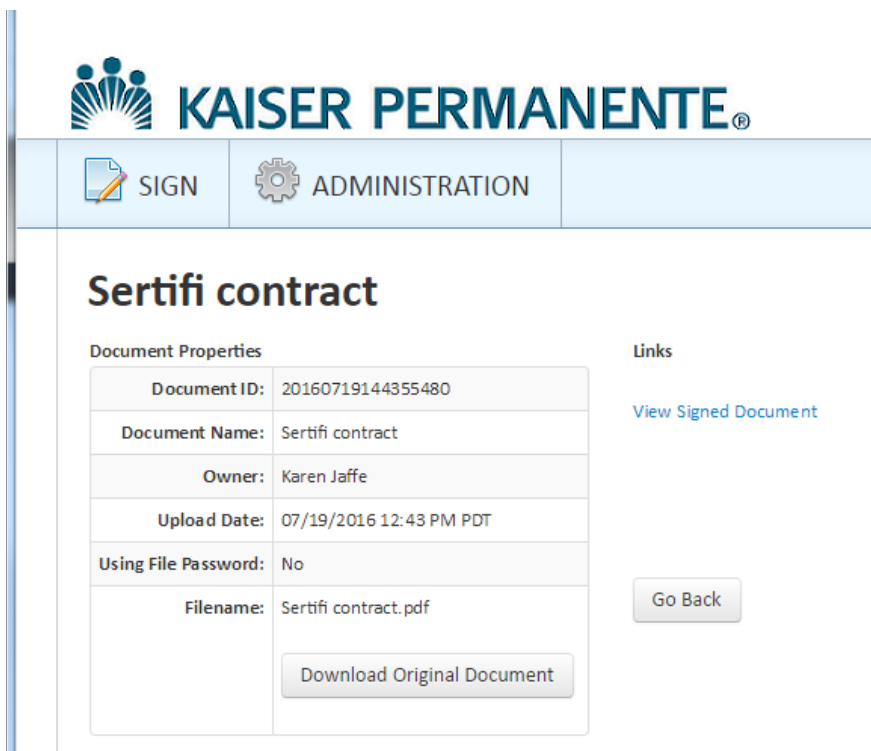 KAISER PERMANENTE®
SIGN
ADMINISTRATION
Sertifi contract
Document Properties
Document ID: 20160719144355480
Document Name: Sertifi contract
Owner: Karen Jaffe
Upload Date: 07/19/2016 12:43 PM PDT
Using File Password: No
Filename: Sertifi contract.pdf
Download Original Document
Links
View Signed Document
Go Back